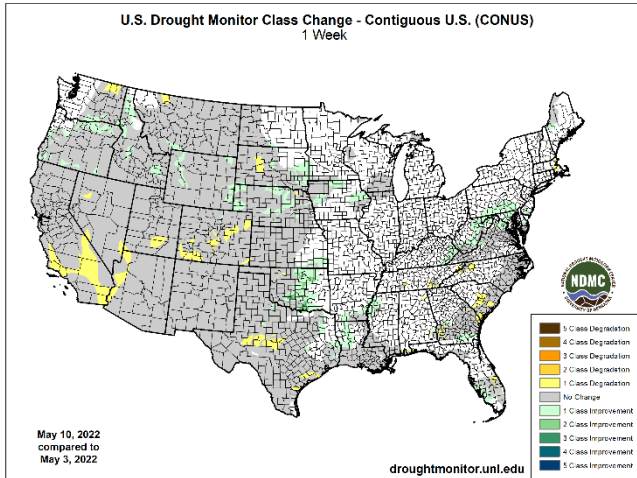 U.S. Drought Monitor Class Change - Contiguous U.S. (CONUS)
1 Week
NDMC
5 Class Degradation
4 Class Degradation
3 Class Degradation
2 Class Degradation
1 Class Degradation
No Change
1 Class Improvement
2 Class Improvement
3 Class Improvement
4 Class Improvement
5 Class Improvement
May 10, 2022
compared to
May 3, 2022
droughtmonitor.unl.edu